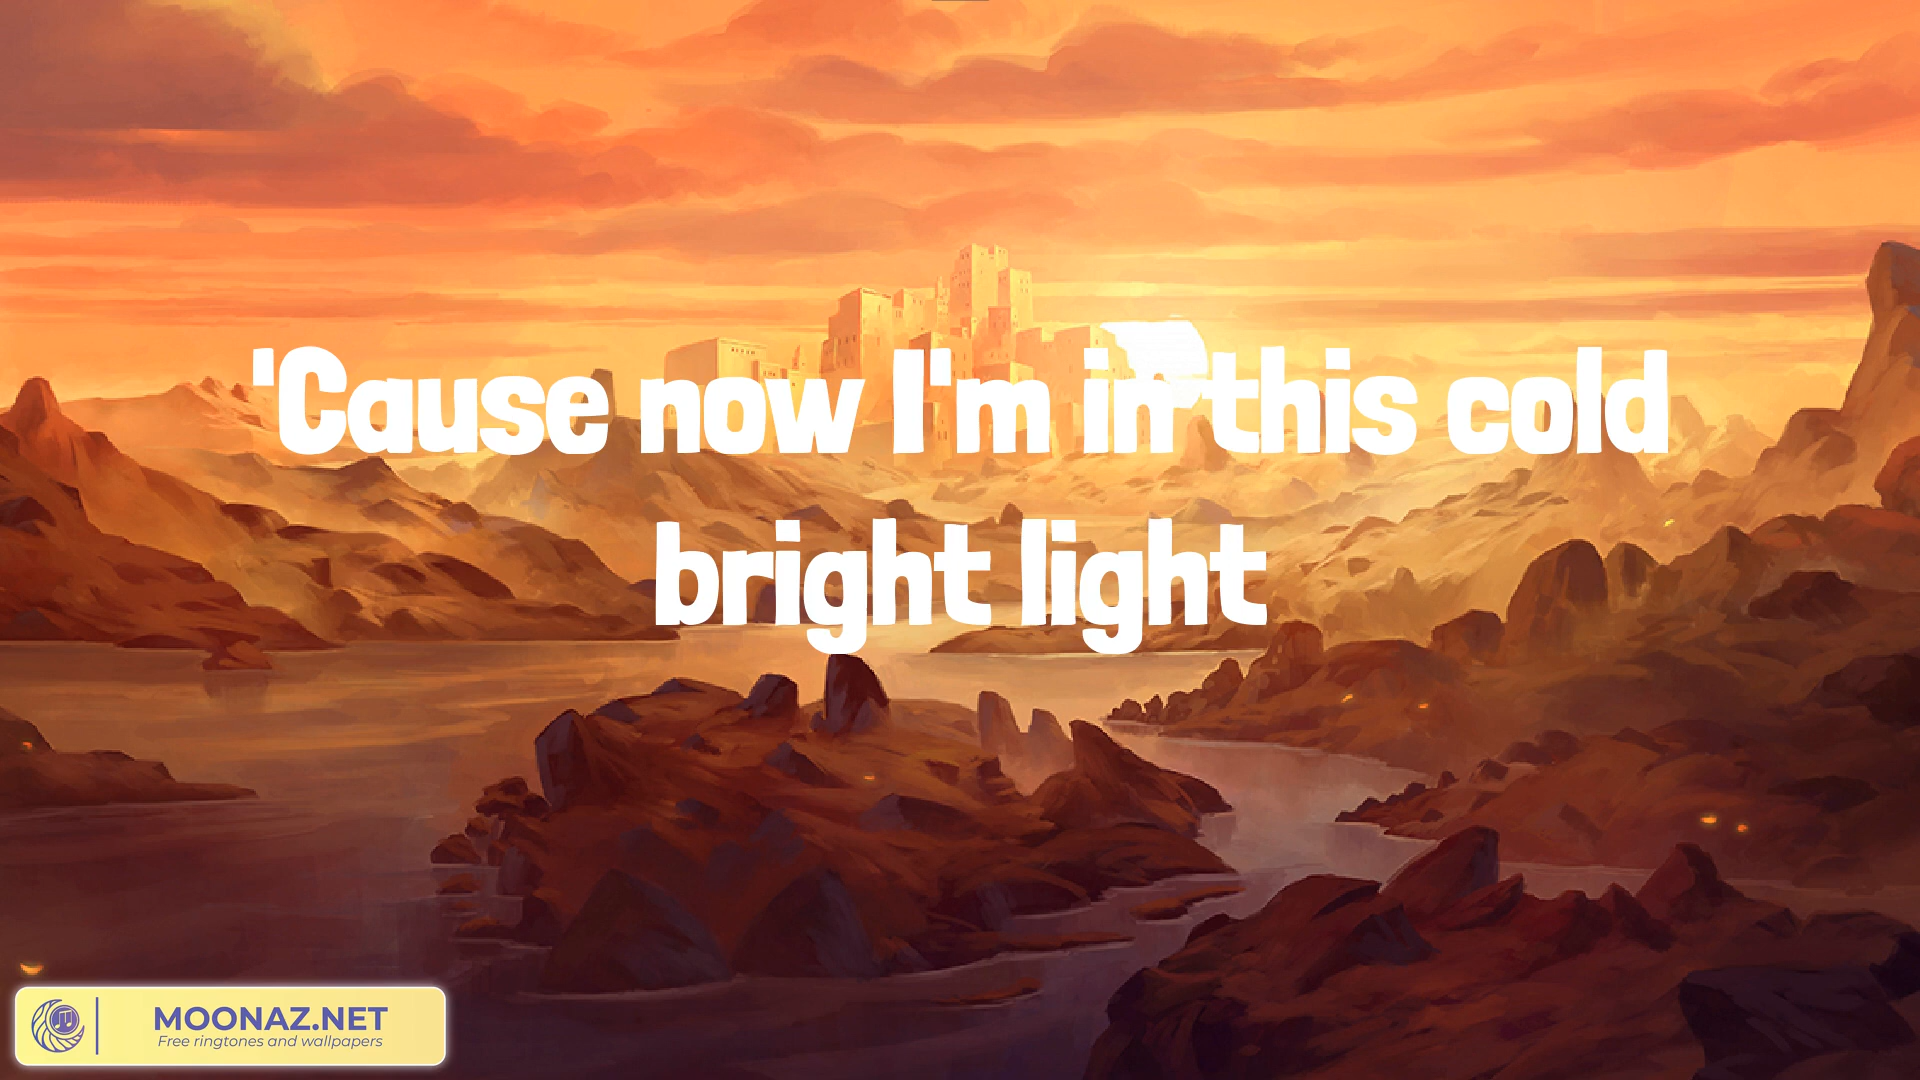 'Cause now I'm in this cold
bright light
MOONAZ.NET
Free ringtones and wallpapers